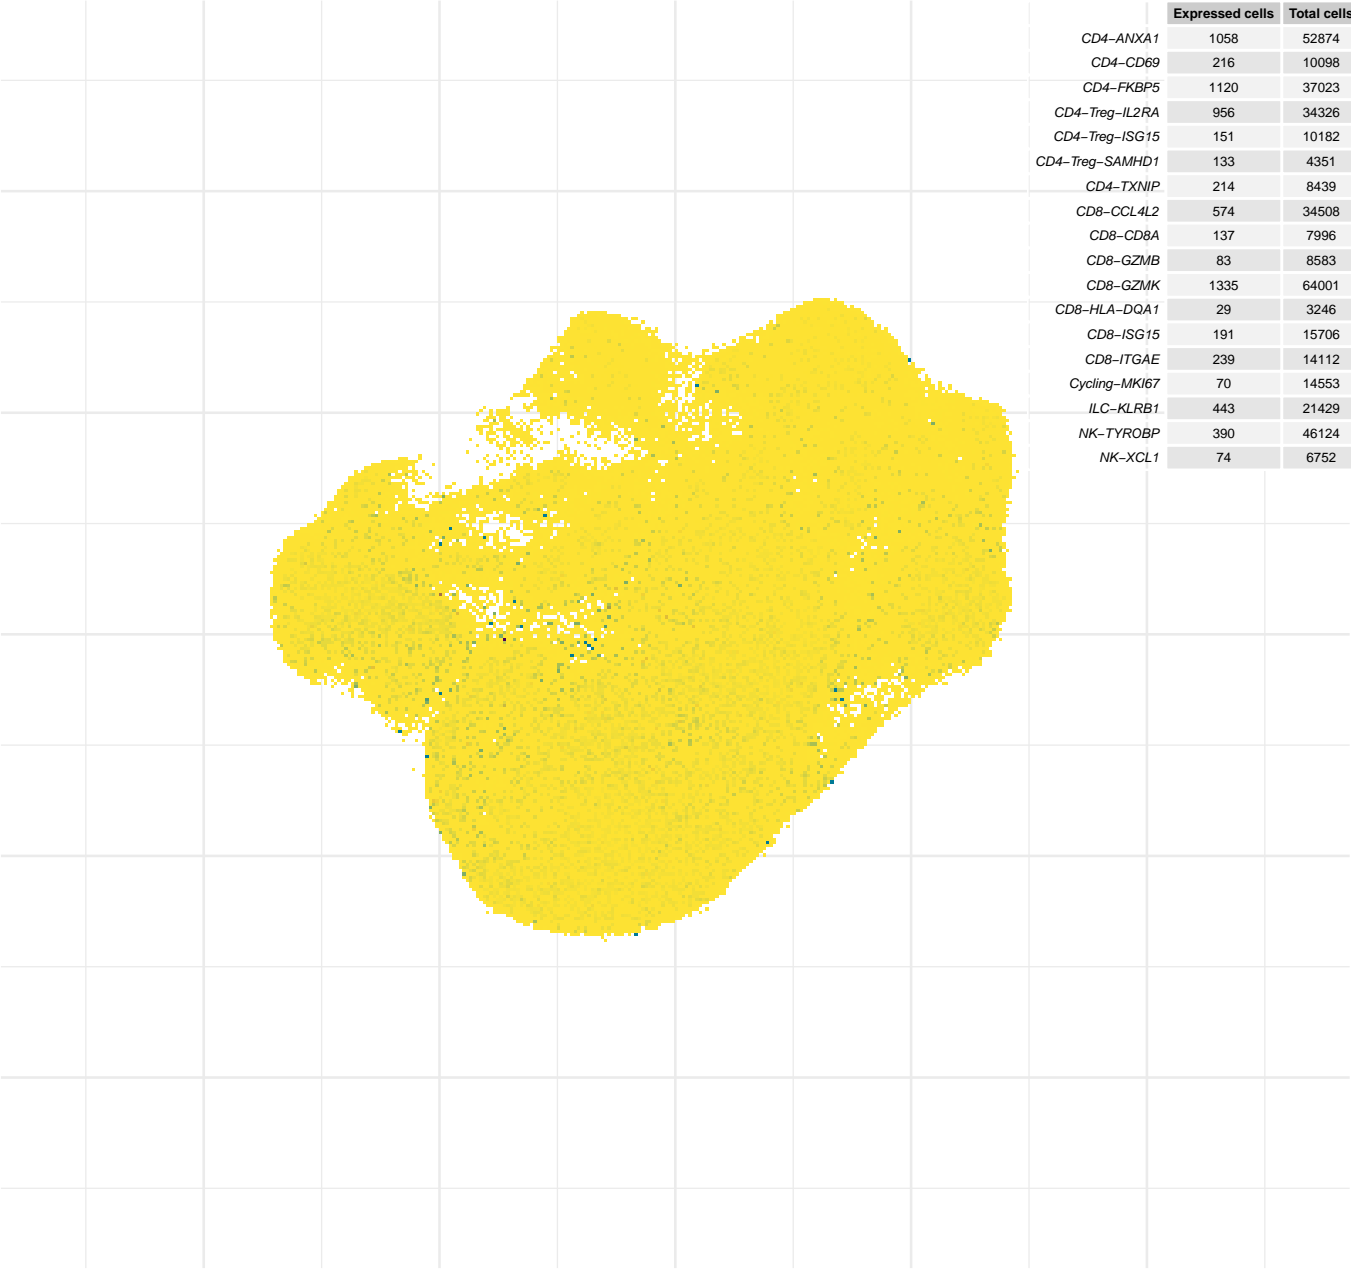 Expressed cells Total cells
CD4−ANXA1 1058 52874
CD4−CD69 216 10098
CD4−FKBP5 1120 37023
CD4−Treg−IL2RA 956 34326
CD4−Treg−ISG15 151 10182
CD4−Treg−SAMHD1 133 4351
CD4−TXNIP 214 8439
CD8−CCL4L2 574 34508
CD8−CD8A 137 7996
CD8−GZMB 83 8583
CD8−GZMK 1335 64001
CD8−HLA−DQA1 29 3246
CD8−ISG15 191 15706
CD8−ITGAE 239 14112
Cycling−MKI67 70 14553
ILC−KLRB1 443 21429
NK−TYROBP 390 46124
NK−XCL1 74 6752